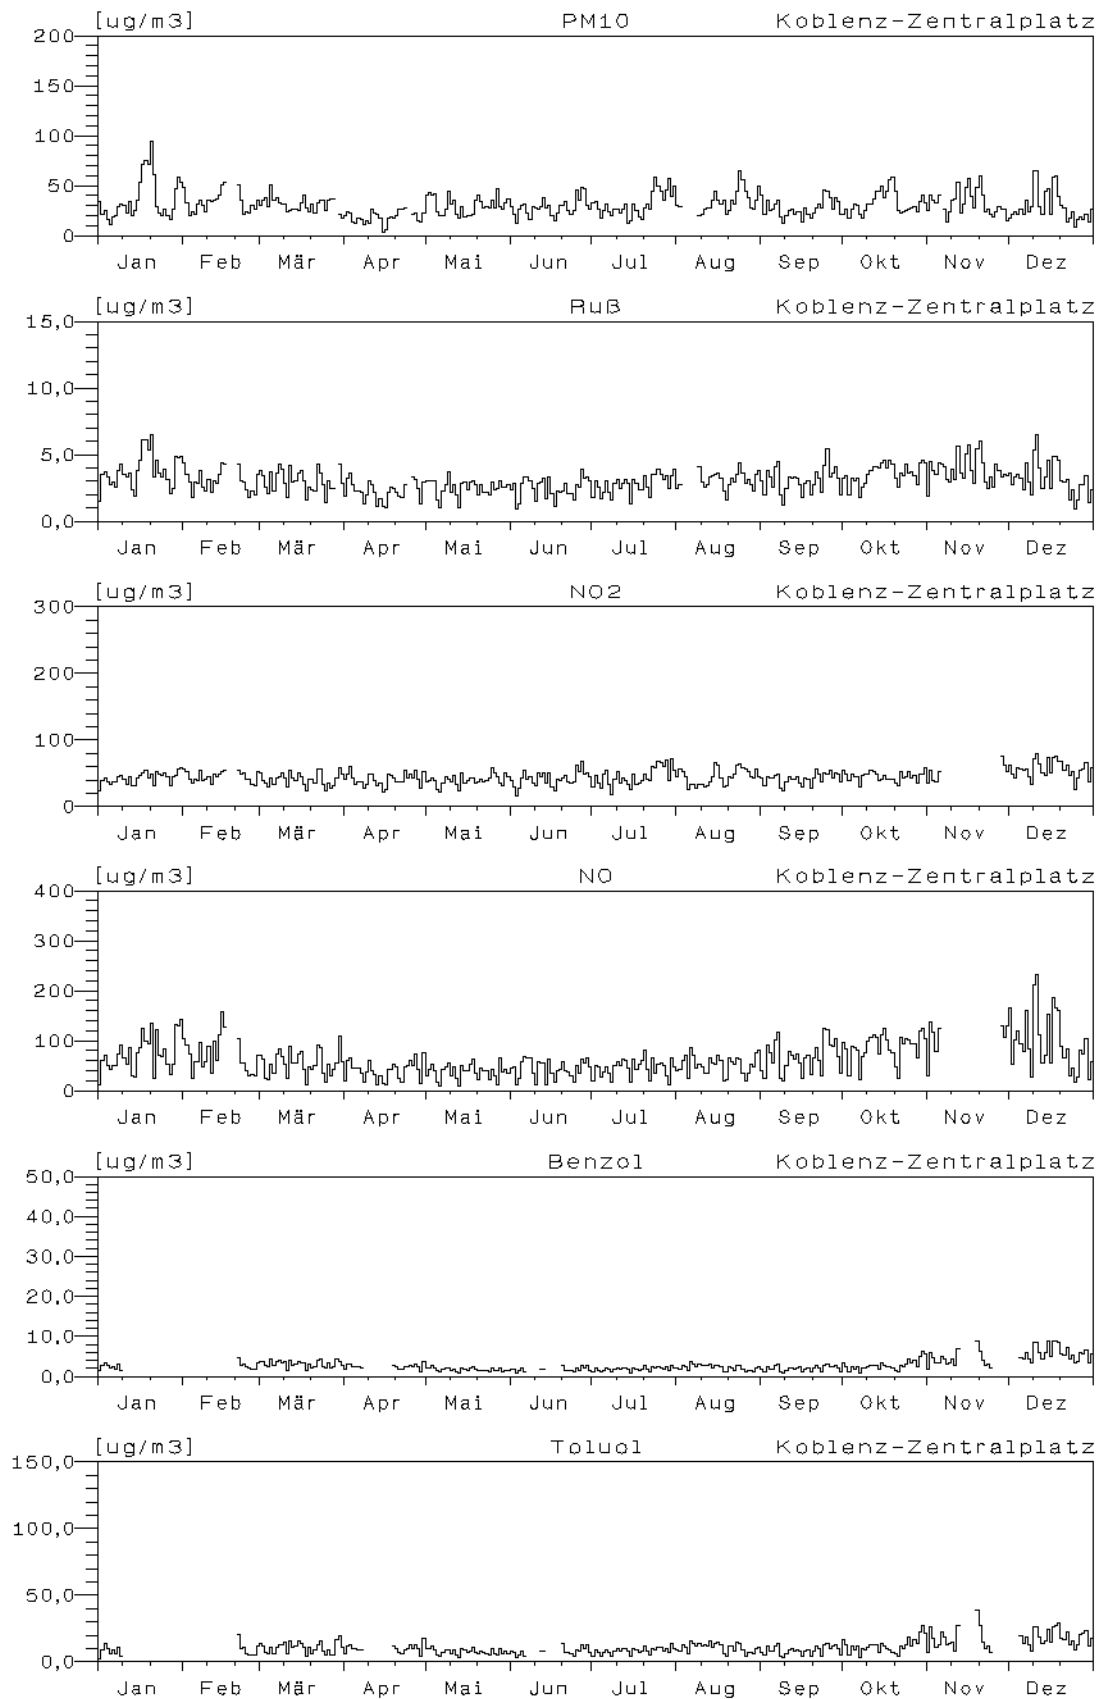 [ug/m3] PM10 Koblenz-Zentralplatz
200
150
100
50
0
Jan Feb Mär Apr Mai Jun Jul Aug Sep Okt Nov Dez
[ug/m3] Ruß Koblenz-Zentralplatz
15,0
10,0
5,0
0,0
Jan Feb Mär Apr Mai Jun Jul Aug Sep Okt Nov Dez
[ug/m3] NO2 Koblenz-Zentralplatz
300
200
100
0
Jan Feb Mär Apr Mai Jun Jul Aug Sep Okt Nov Dez
[ug/m3] NO Koblenz-Zentralplatz
400
300
200
100
0
Jan Feb Mär Apr Mai Jun Jul Aug Sep Okt Nov Dez
[ug/m3] Benzol Koblenz-Zentralplatz
50,0
40,0
30,0
20,0
10,0
0,0
Jan Feb Mär Apr Mai Jun Jul Aug Sep Okt Nov Dez
[ug/m3] Toluol Koblenz-Zentralplatz
150,0
100,0
50,0
0,0
Jan Feb Mär Apr Mai Jun Jul Aug Sep Okt Nov Dez